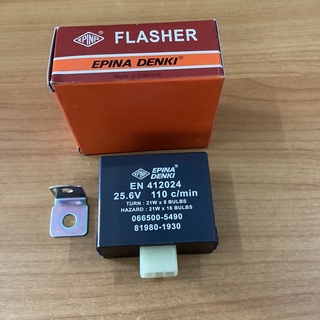 EPINA
FLASHER
EPINA DENKI®
Made in Thailand
EPINA
EPINA®
DENKI
EN 412024
25.6V 110 c/min
TURN : 21W x 8 BULBS
HAZARD : 21W x 16 BULBS
066500-5490
81980-1930